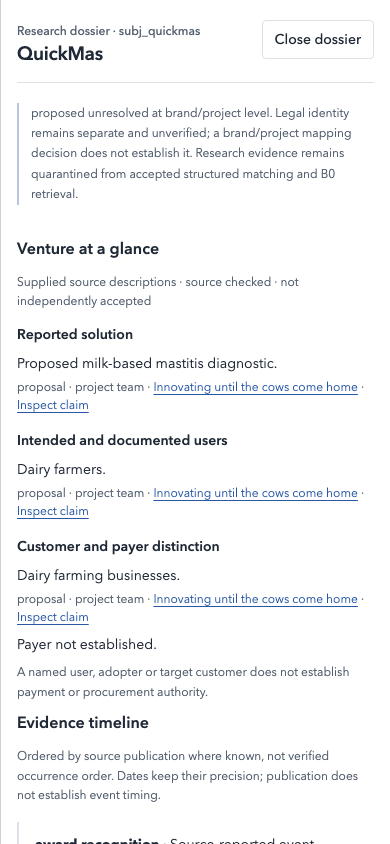 Research dossier · subj_quickmas
QuickMas
Close dossier
proposed unresolved at brand/project level. Legal identity
remains separate and unverified; a brand/project mapping
decision does not establish it. Research evidence remains
quarantined from accepted structured matching and B0
retrieval.
Venture at a glance
Supplied source descriptions · source checked · not
independently accepted
Reported solution
Proposed milk-based mastitis diagnostic.
proposal · project team · Innovating until the cows come home ·
Inspect claim
Intended and documented users
Dairy farmers.
proposal · project team · Innovating until the cows come home ·
Inspect claim
Customer and payer distinction
Dairy farming businesses.
proposal · project team · Innovating until the cows come home ·
Inspect claim
Payer not established.
A named user, adopter or target customer does not establish
payment or procurement authority.
Evidence timeline
Ordered by source publication where known, not verified
occurrence order. Dates keep their precision; publication does
not establish event timing.
award recognition · Source-reported event